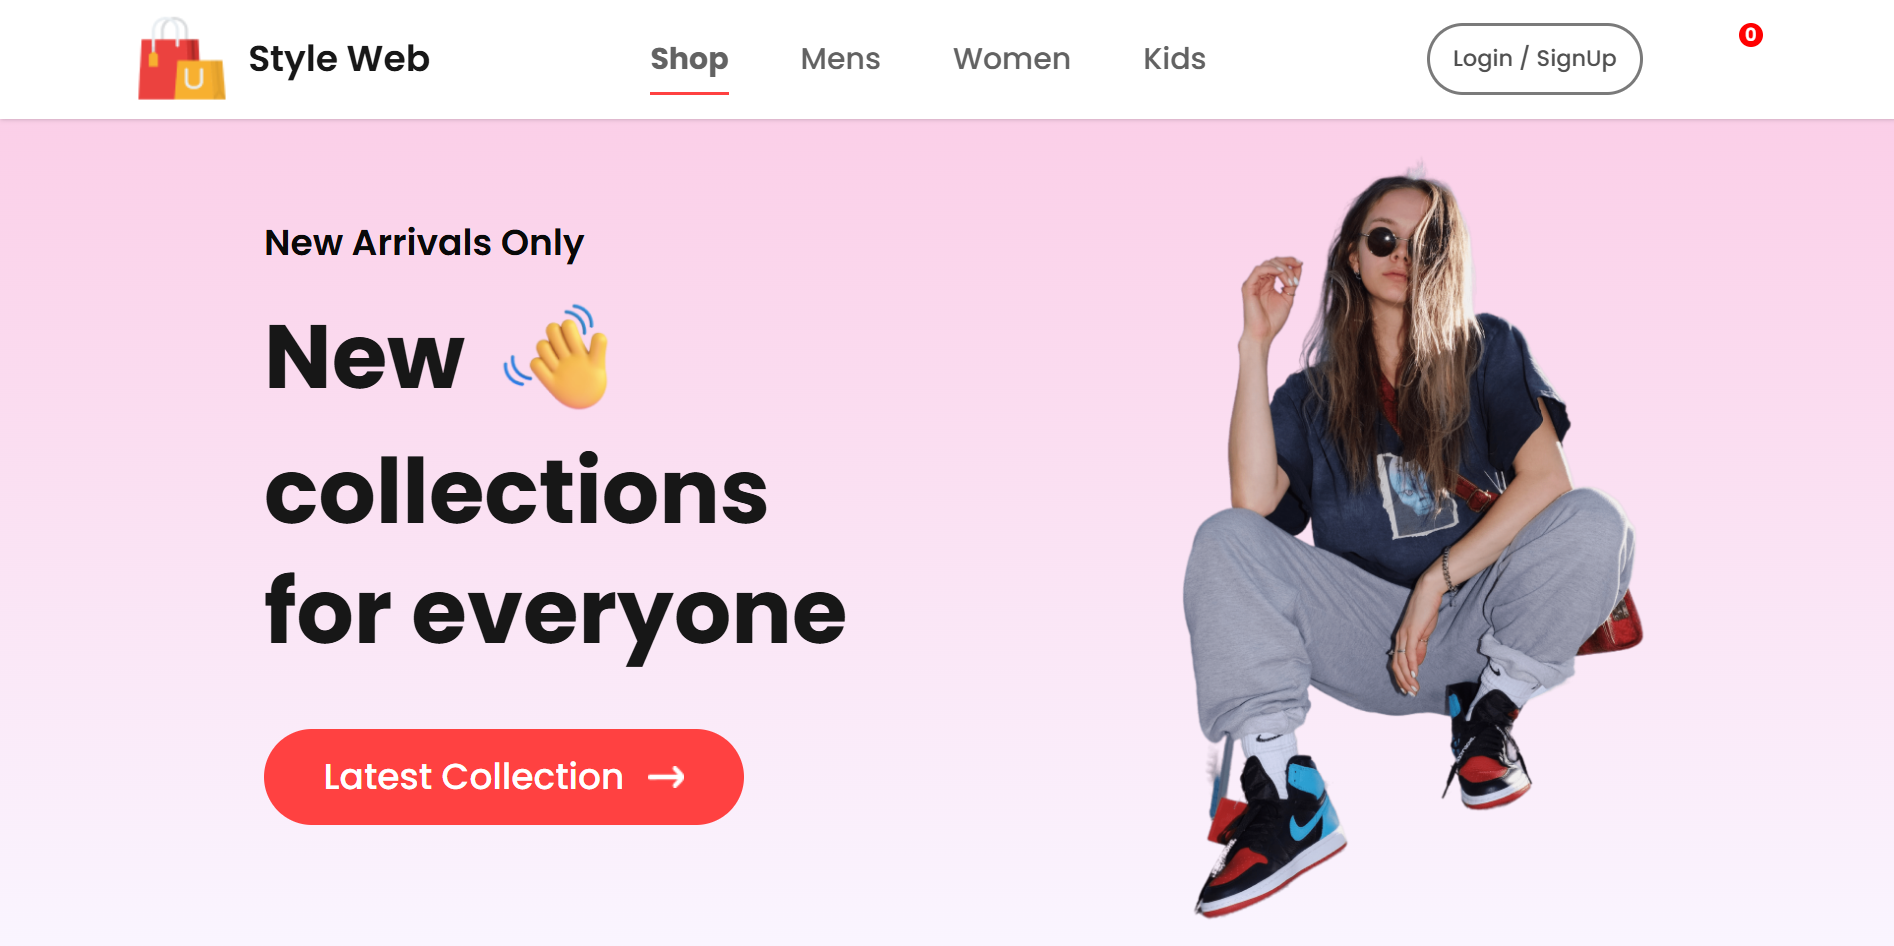 U
Style Web
Shop
Mens
Women
Kids
Login / SignUp
0
New Arrivals Only
New
collections
for everyone
Latest Collection →